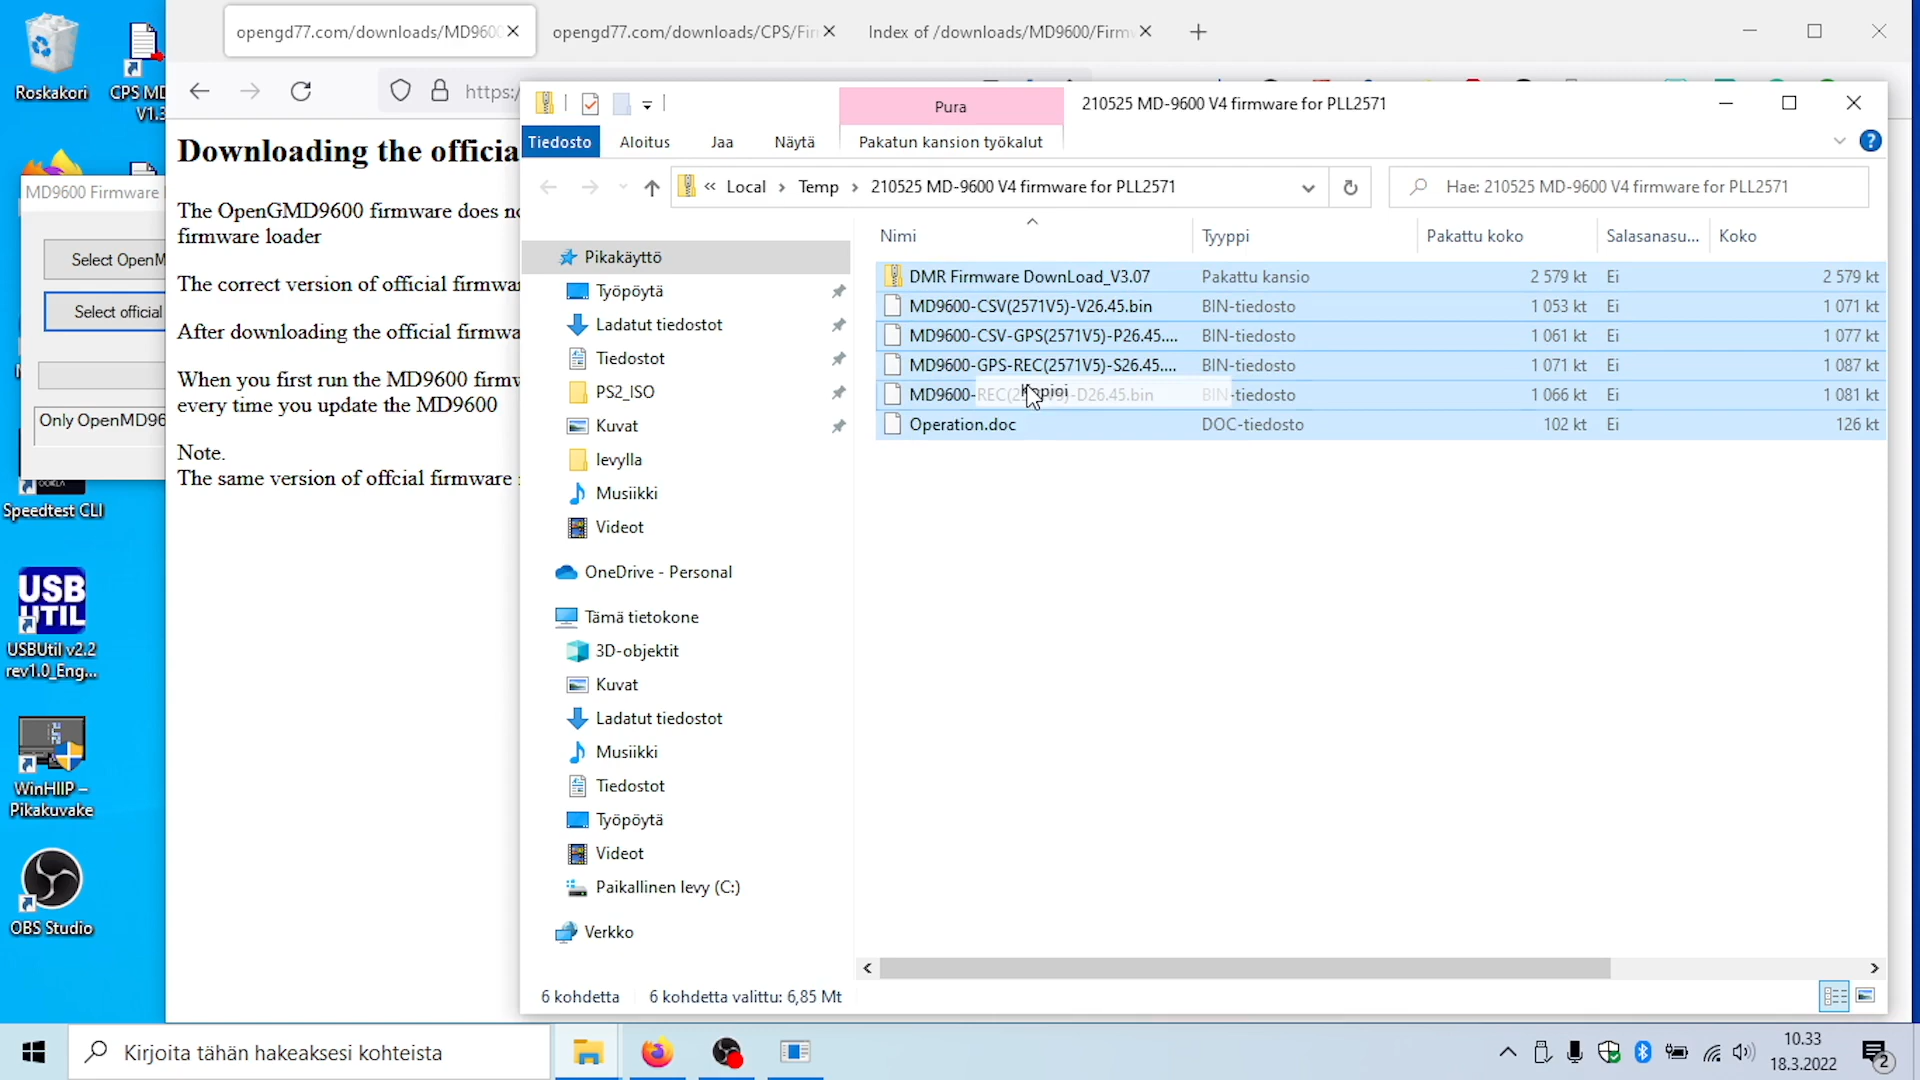 opengd77.com/downloads/MD9600
opengd77.com/downloads/CPS/Fir
Index of /downloads/MD9600/Firmw
https:/
Roskakori
CPS MD
V1.3
Downloading the officia
The OpenGMD9600 firmware does no
firmware loader
The correct version of official firmwar
After downloading the official firmwa
When you first run the MD9600 firmw
every time you update the MD9600
Note.
The same version of offcial firmware
MD9600 Firmware
Select OpenM
Select official
Only OpenMD96
Speedtest CLI
USB
UTIL
USBUtil v2.2
rev1.0_Eng...
WinHIIP –
Pikakuvake
OBS Studio
Pura
210525 MD-9600 V4 firmware for PLL2571
Tiedosto
Aloitus
Jaa
Näytä
Pakatun kansion työkalut
« Local › Temp › 210525 MD-9600 V4 firmware for PLL2571
Hae: 210525 MD-9600 V4 firmware for PLL2571
Nimi Tyyppi Pakattu koko Salasanasu... Koko
DMR Firmware DownLoad_V3.07 Pakattu kansio 2 579 kt Ei 2 579 kt
MD9600-CSV(2571V5)-V26.45.bin BIN-tiedosto 1 053 kt Ei 1 071 kt
MD9600-CSV-GPS(2571V5)-P26.45.... BIN-tiedosto 1 061 kt Ei 1 077 kt
MD9600-GPS-REC(2571V5)-S26.45.... BIN-tiedosto 1 071 kt Ei 1 087 kt
Kopioi
MD9600-REC(2571V5)-D26.45.bin BIN-tiedosto 1 066 kt Ei 1 081 kt
Operation.doc DOC-tiedosto 102 kt Ei 126 kt
Pikakäyttö
Työpöytä
Ladatut tiedostot
Tiedostot
PS2_ISO
Kuvat
levylla
Musiikki
Videot
OneDrive - Personal
Tämä tietokone
3D-objektit
Kuvat
Ladatut tiedostot
Musiikki
Tiedostot
Työpöytä
Videot
Paikallinen levy (C:)
Verkko
6 kohdetta
6 kohdetta valittu: 6,85 Mt
Kirjoita tähän hakeaksesi kohteista
10.33
18.3.2022
2